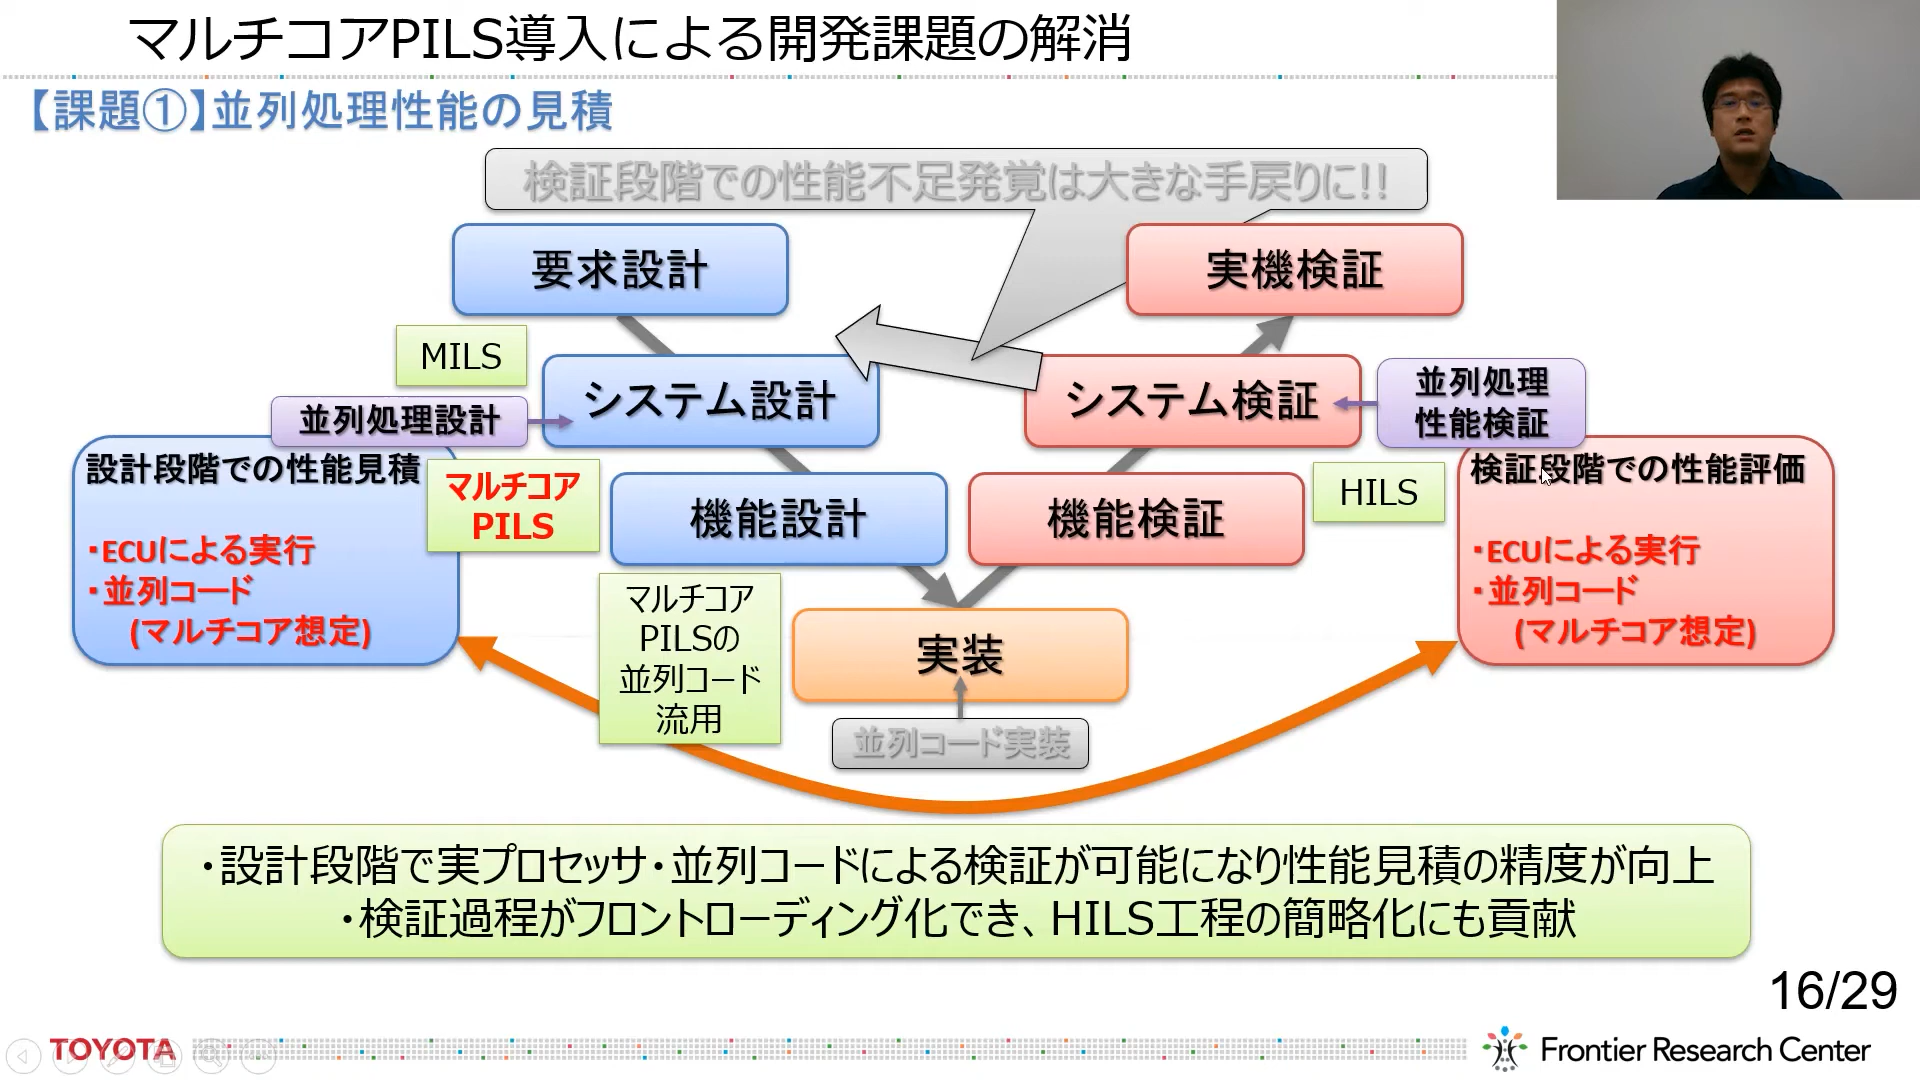 マルチコアPILS導入による開発課題の解消
【課題①】並列処理性能の見積
検証段階での性能不足発覚は大きな手戻りに!!
要求設計
実機検証
MILS
システム設計
システム検証
並列処理
性能検証
並列処理設計
設計段階での性能見積
・ECUによる実行
・並列コード
(マルチコア想定)
マルチコア
PILS
機能設計
機能検証
HILS
検証段階での性能評価
・ECUによる実行
・並列コード
(マルチコア想定)
マルチコア
PILSの
並列コード
流用
実装
並列コード実装
・設計段階で実プロセッサ・並列コードによる検証が可能になり性能見積の精度が向上
・検証過程がフロントローディング化でき、HILS工程の簡略化にも貢献
16/29
TOYOTA
Frontier Research Center